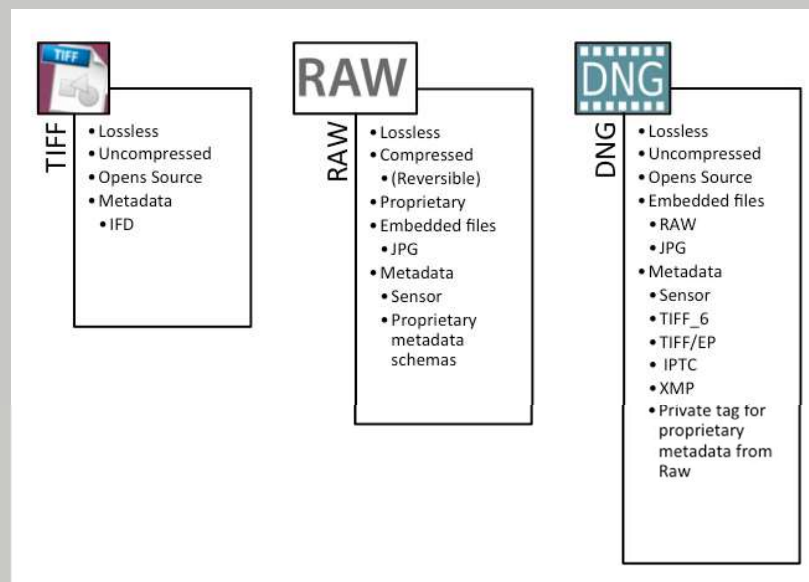 TIFF
TIFF
• Lossless
• Uncompressed
• Opens Source
• Metadata
• IFD
RAW
RAW
• Lossless
• Compressed
• (Reversible)
• Proprietary
• Embedded files
• JPG
• Metadata
• Sensor
• Proprietary
metadata
schemas
DNG
DNG
• Lossless
• Uncompressed
• Opens Source
• Embedded files
• RAW
• JPG
• Metadata
• Sensor
• TIFF_6
• TIFF/EP
• IPTC
• XMP
• Private tag for
proprietary
metadata from
Raw